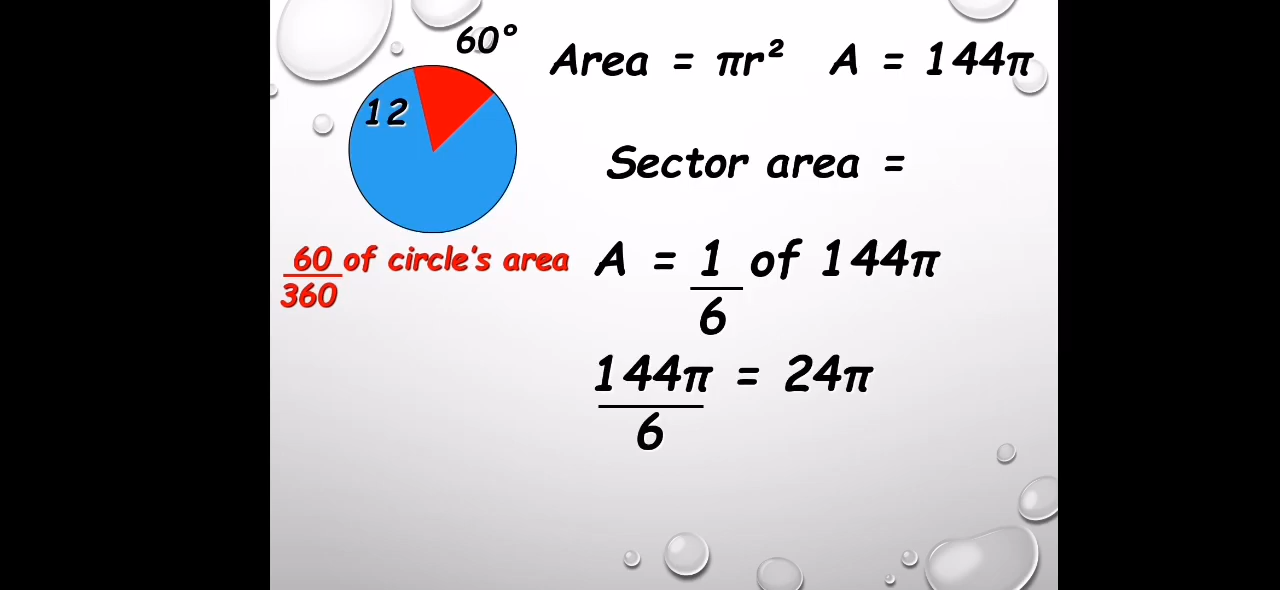 60°
Area = πr² A = 144π
12
Sector area =
60 of circle's area
360
A = 1 of 144π
6
144π = 24π
6